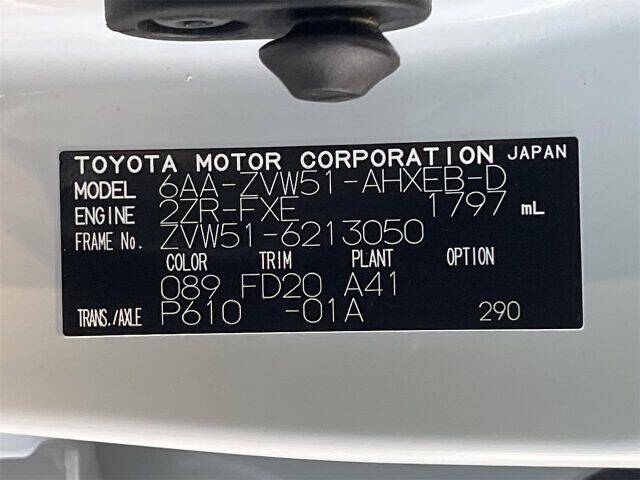 TOYOTA MOTOR CORPORATION JAPAN
MODEL 6AA-ZVW51-AHXEB-D
ENGINE 2ZR-FXE 1797 mL
FRAME No. ZVW51-6213050
COLOR TRIM PLANT OPTION
089 FD20 A41
TRANS./AXLE P610 -01A 290